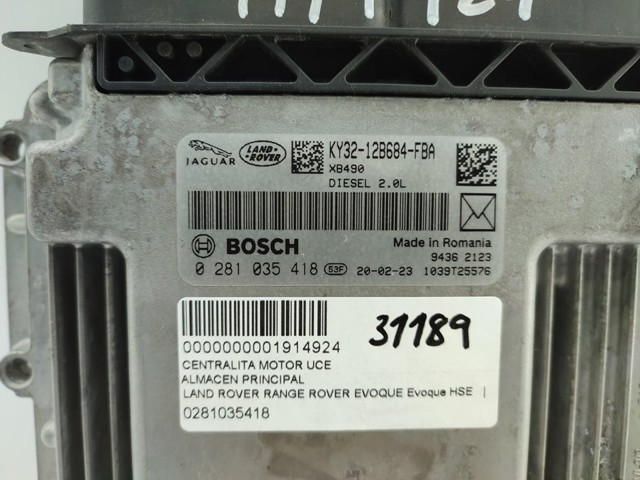 JAGUAR
LAND-
ROVER
KY32-12B684-FBA
XB490
DIESEL 2.0L
BOSCH
Made in Romania
9436 2123
0 281 035 418 53F 20-02-23 1039T25576
31189
0000000001914924
CENTRALITA MOTOR UCE
ALMACEN PRINCIPAL
LAND ROVER RANGE ROVER EVOQUE Evoque HSE |
0281035418